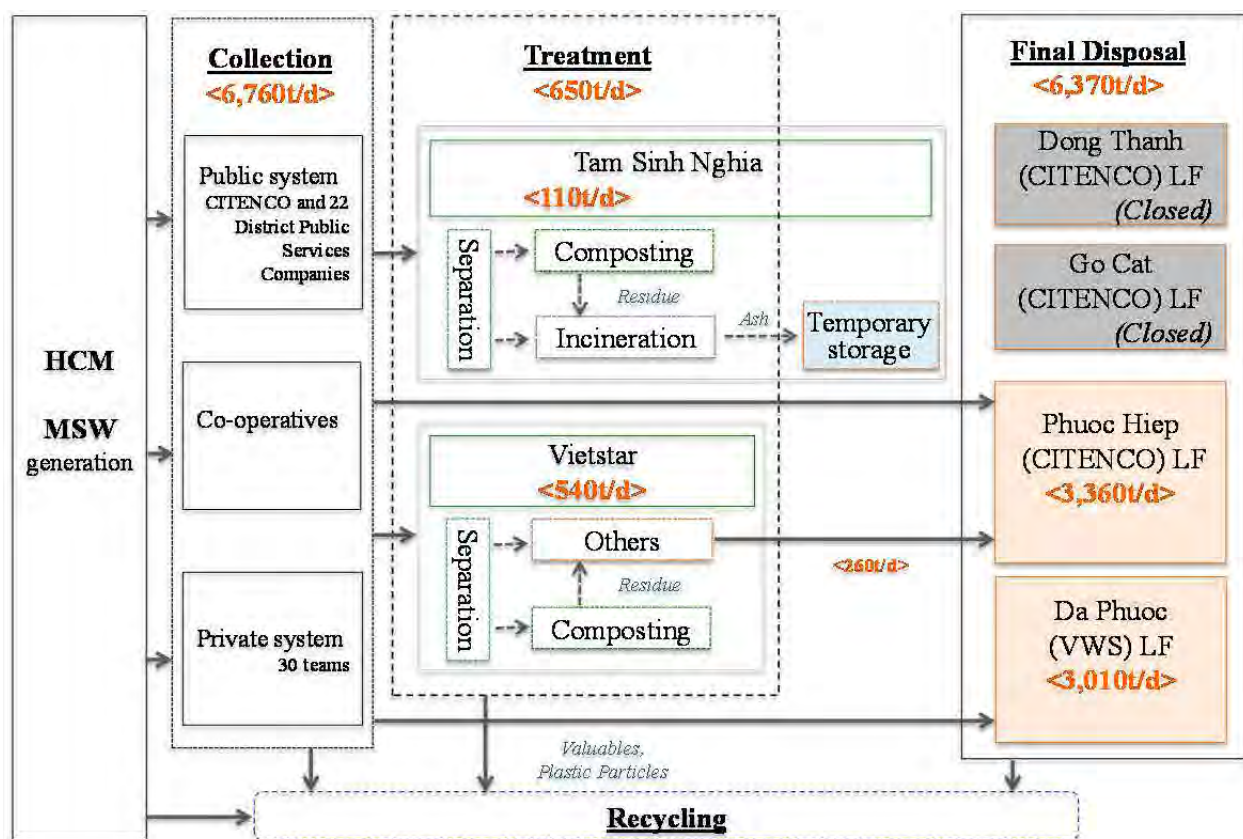 HCM
MSW
generation
Collection
<6,760t/d>
Public system
CITENCO and 22
District Public
Services
Companies
Co-operatives
Private system
30 teams
Treatment
<650t/d>
Tam Sinh Nghia
<110t/d>
Separation
Composting
Residue
Incineration
Ash
Temporary
storage
Vietstar
<540t/d>
Separation
Others
Residue
Composting
<260t/d>
Final Disposal
<6,370t/d>
Dong Thanh
(CITENCO) LF
(Closed)
Go Cat
(CITENCO) LF
(Closed)
Phuoc Hiep
(CITENCO) LF
<3,360t/d>
Da Phuoc
(VWS) LF
<3,010t/d>
Valuables,
Plastic Particles
Recycling